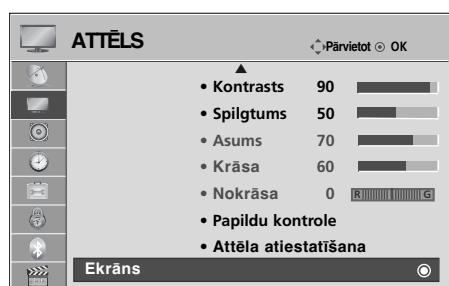 ATTĒLS Pārvietot OK
• Kontrasts 90
• Spilgtums 50
• Asums 70
• Krāsa 60
• Nokrāsa 0 R G
• Papildu kontrole
• Attēla atiestatīšana
Ekrāns